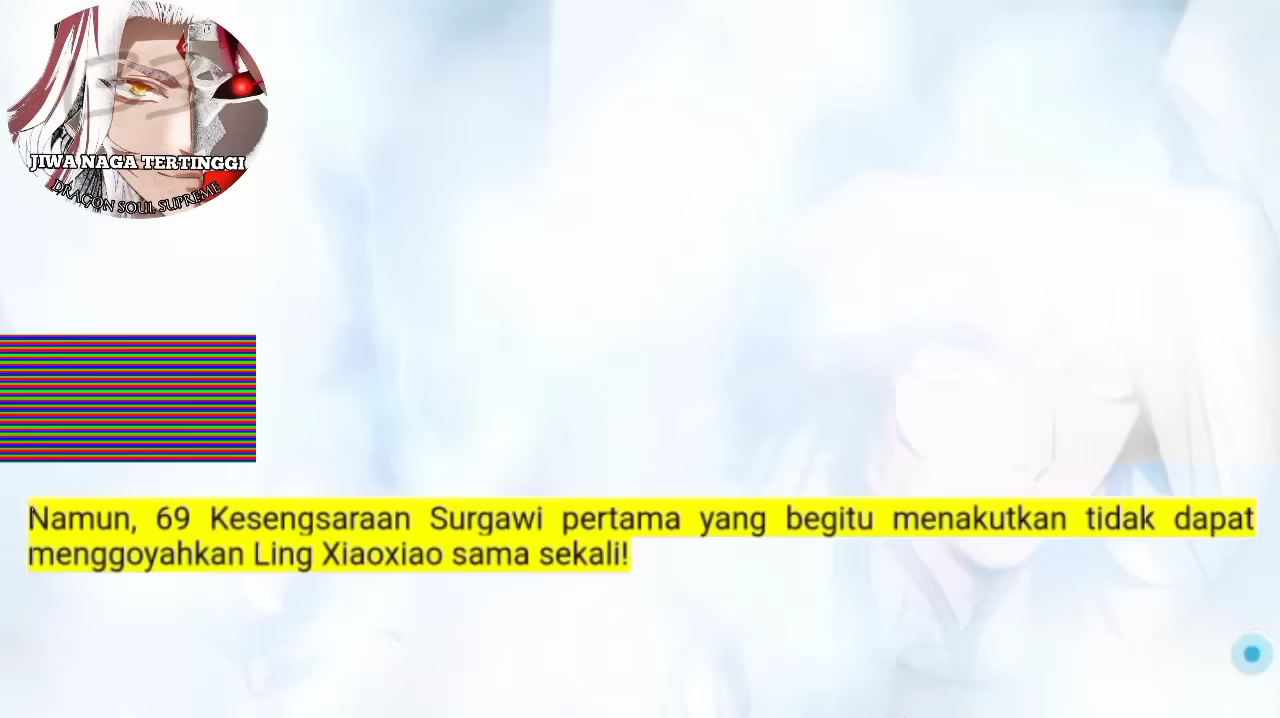 JIWA NAGA TERTINGGI
DRAGON SOUL SUPREME
Namun, 69 Kesengsaraan Surgawi pertama yang begitu menakutkan tidak dapat
menggoyahkan Ling Xiaoxiao sama sekali!